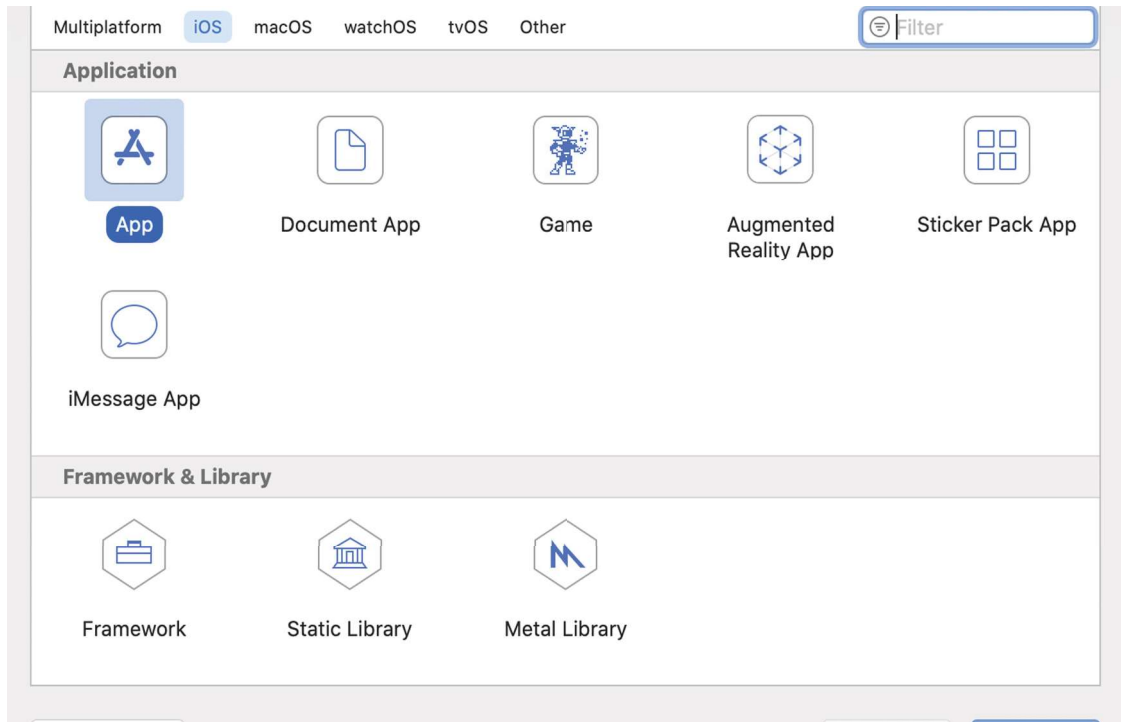 Multiplatform iOS macOS watchOS tvOS Other Filter
Application
App Document App Game Augmented Reality App Sticker Pack App
iMessage App
Framework & Library
Framework Static Library Metal Library